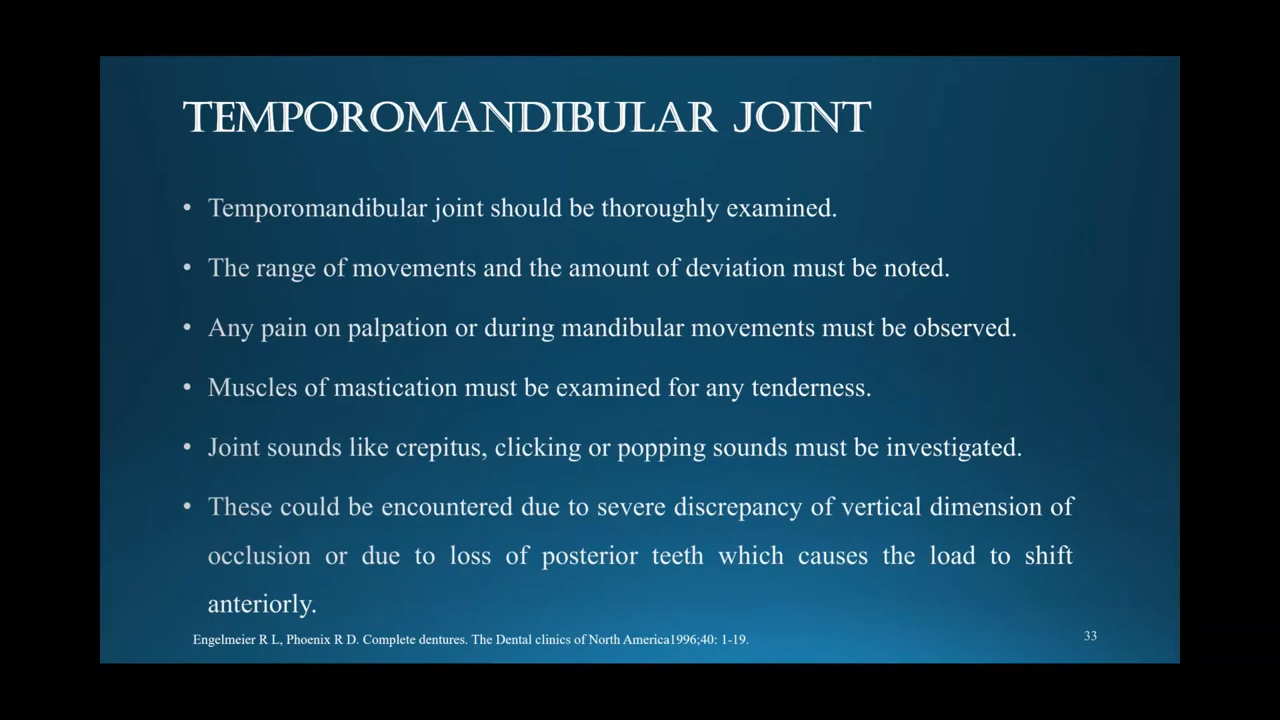 TEMPOROMANDIBULAR JOINT
• Temporomandibular joint should be thoroughly examined.
• The range of movements and the amount of deviation must be noted.
• Any pain on palpation or during mandibular movements must be observed.
• Muscles of mastication must be examined for any tenderness.
• Joint sounds like crepitus, clicking or popping sounds must be investigated.
• These could be encountered due to severe discrepancy of vertical dimension of
occlusion or due to loss of posterior teeth which causes the load to shift
anteriorly.
Engelmeier R L, Phoenix R D. Complete dentures. The Dental clinics of North America1996;40: 1-19.
33